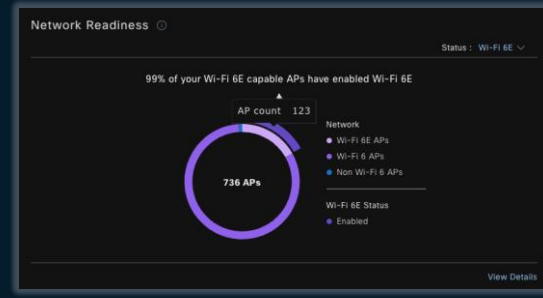 Network Readiness
Status : Wi-Fi 6E
99% of your Wi-Fi 6E capable APs have enabled Wi-Fi 6E
AP count 123
736 APs
Network
Wi-Fi 6E APs
Wi-Fi 6 APs
Non Wi-Fi 6 APs
Wi-Fi 6E Status
Enabled
View Details